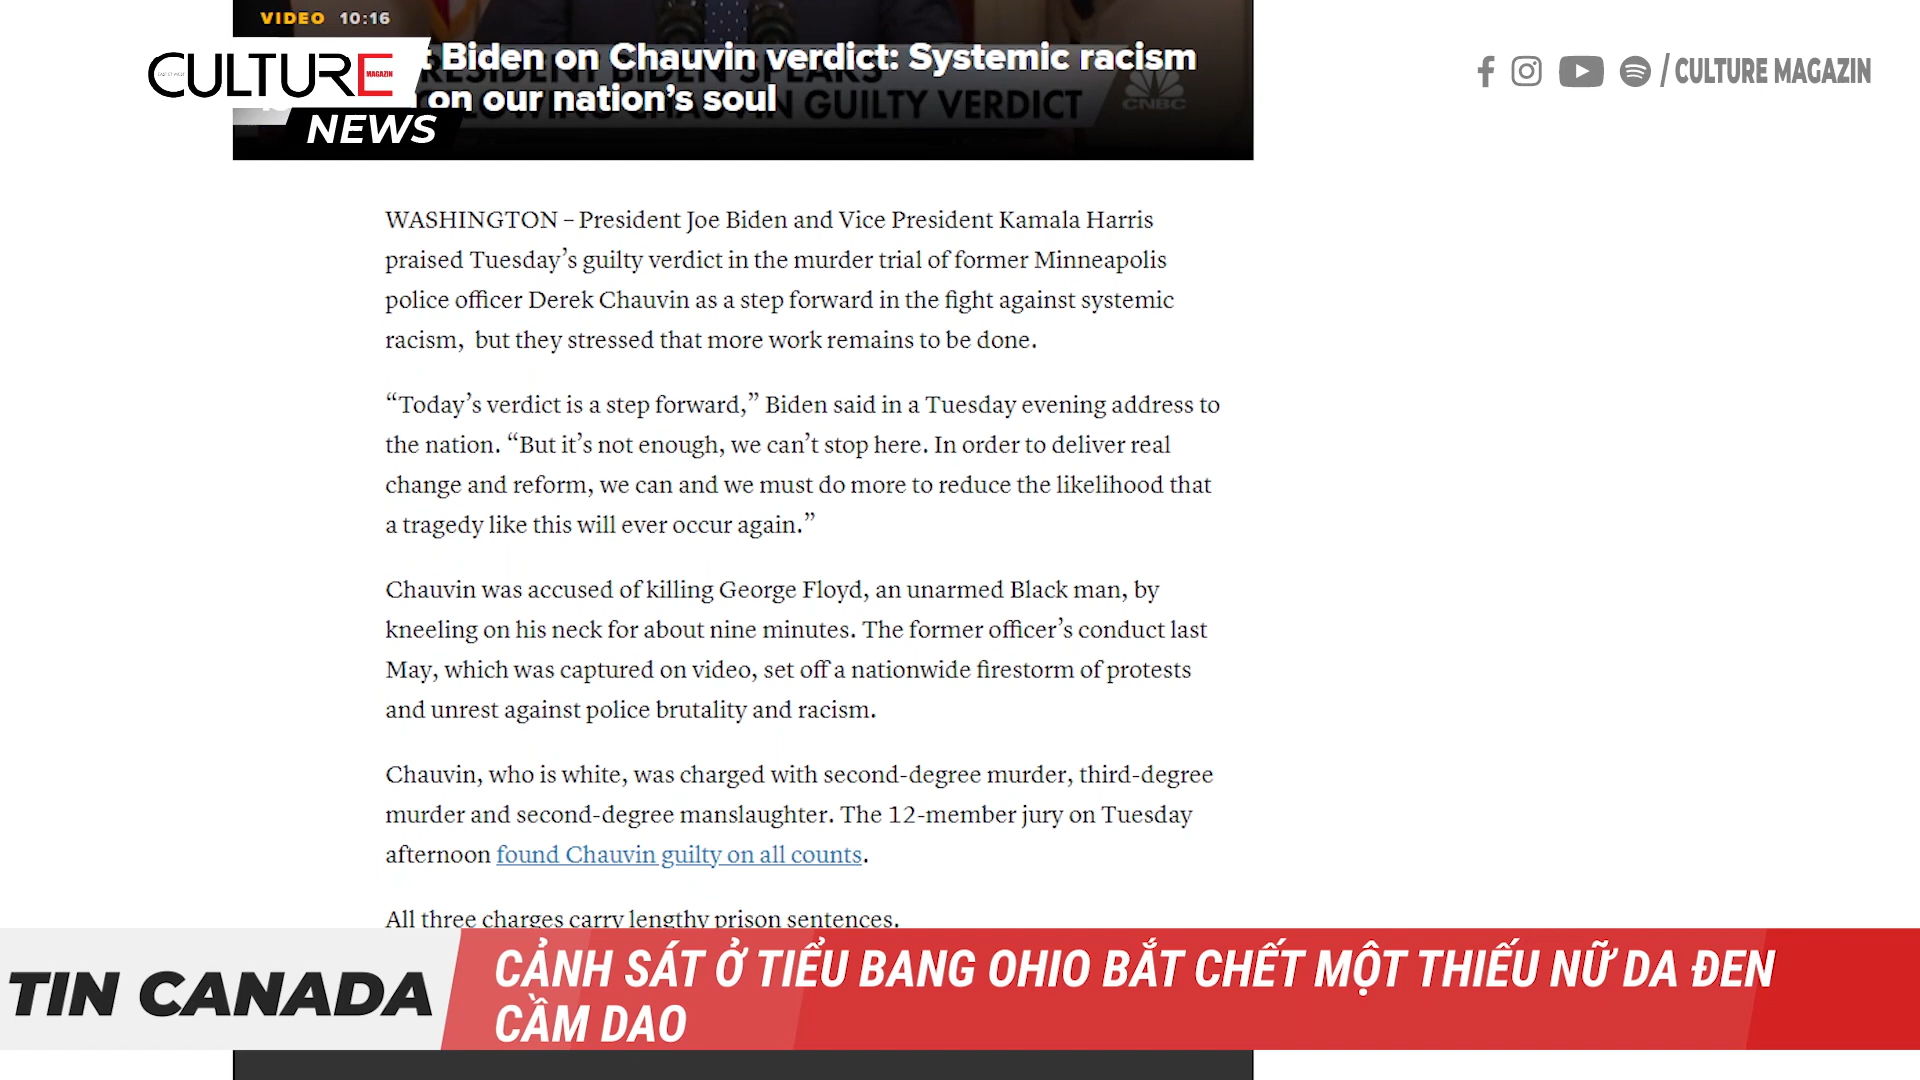 VIDEO 10:16
CULTURE
MAGAZIN
NEWS
Biden on Chauvin verdict: Systemic racism
on our nation’s soul
PRESIDENT BIDEN SPEAKS
GUILTY VERDICT
CNBC
/ CULTURE MAGAZIN
WASHINGTON – President Joe Biden and Vice President Kamala Harris
praised Tuesday’s guilty verdict in the murder trial of former Minneapolis
police officer Derek Chauvin as a step forward in the fight against systemic
racism, but they stressed that more work remains to be done.
“Today’s verdict is a step forward,” Biden said in a Tuesday evening address to
the nation. “But it’s not enough, we can’t stop here. In order to deliver real
change and reform, we can and we must do more to reduce the likelihood that
a tragedy like this will ever occur again.”
Chauvin was accused of killing George Floyd, an unarmed Black man, by
kneeling on his neck for about nine minutes. The former officer’s conduct last
May, which was captured on video, set off a nationwide firestorm of protests
and unrest against police brutality and racism.
Chauvin, who is white, was charged with second-degree murder, third-degree
murder and second-degree manslaughter. The 12-member jury on Tuesday
afternoon found Chauvin guilty on all counts.
All three charges carry lengthy prison sentences.
TIN CANADA
CẢNH SÁT Ở TIỂU BANG OHIO BẮT CHẾT MỘT THIẾU NỮ DA ĐEN
CẦM DAO